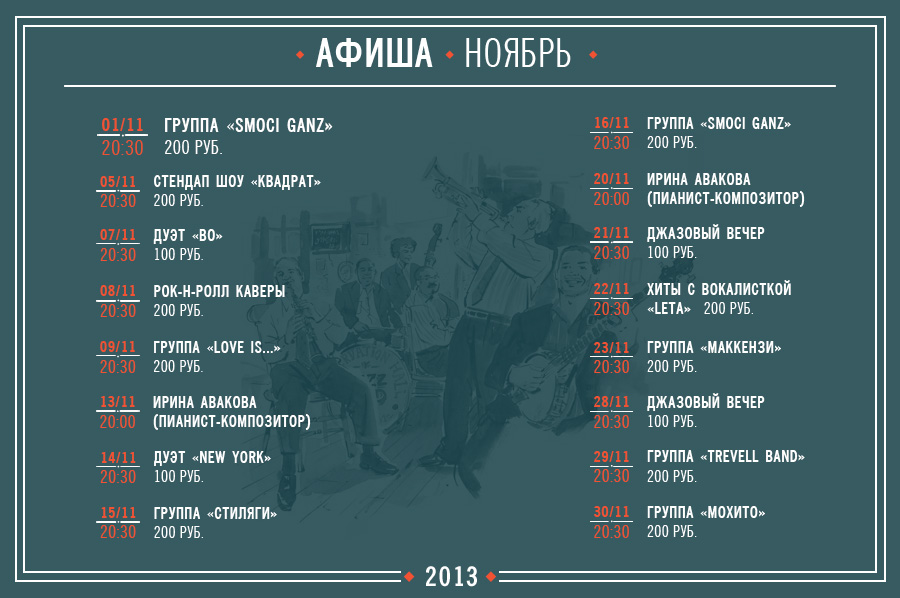 АФИША • НОЯБРЬ
01/11 ГРУППА «SMOCI GANZ»
20:30 200 РУБ.
05/11 СТЕНДАП ШОУ «КВАДРАТ»
20:30 200 РУБ.
07/11 ДУЭТ «ВО»
20:30 100 РУБ.
08/11 РОК-Н-РОЛЛ КАВЕРЫ
20:30 200 РУБ.
09/11 ГРУППА «LOVE IS...»
20:30 200 РУБ.
13/11 ИРИНА АВАКОВА
20:00 (ПИАНИСТ-КОМПОЗИТОР)
14/11 ДУЭТ «NEW YORK»
20:30 100 РУБ.
15/11 ГРУППА «СТИЛЯГИ»
20:30 200 РУБ.
16/11 ГРУППА «SMOCI GANZ»
20:30 200 РУБ.
20/11 ИРИНА АВАКОВА
20:00 (ПИАНИСТ-КОМПОЗИТОР)
21/11 ДЖАЗОВЫЙ ВЕЧЕР
20:30 100 РУБ.
22/11 ХИТЫ С ВОКАЛИСТКОЙ
20:30 «LETA» 200 РУБ.
23/11 ГРУППА «МАККЕНЗИ»
20:30 200 РУБ.
28/11 ДЖАЗОВЫЙ ВЕЧЕР
20:30 100 РУБ.
29/11 ГРУППА «TREVELL BAND»
20:30 200 РУБ.
30/11 ГРУППА «МОХИТО»
20:30 200 РУБ.
2013